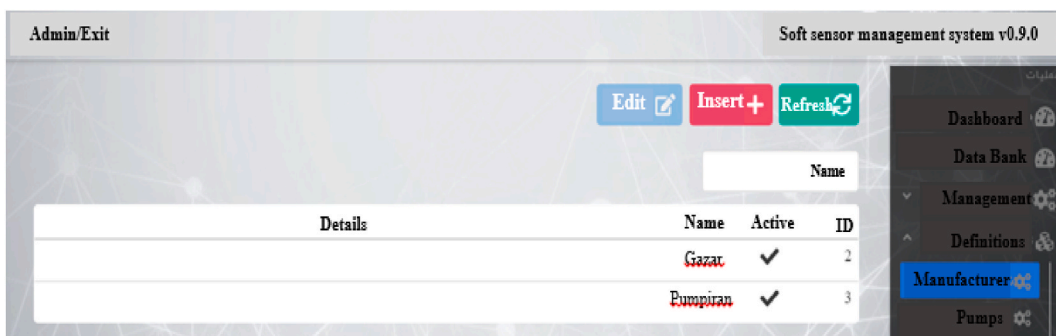 Admin/Exit
Soft sensor management system v0.9.0
عملیات
Edit
Insert
Refresh
Name
Details Name Active ID
Gazar 2
Pumpiran 3
Dashboard
Data Bank
Management
Definitions
Manufacturer
Pumps